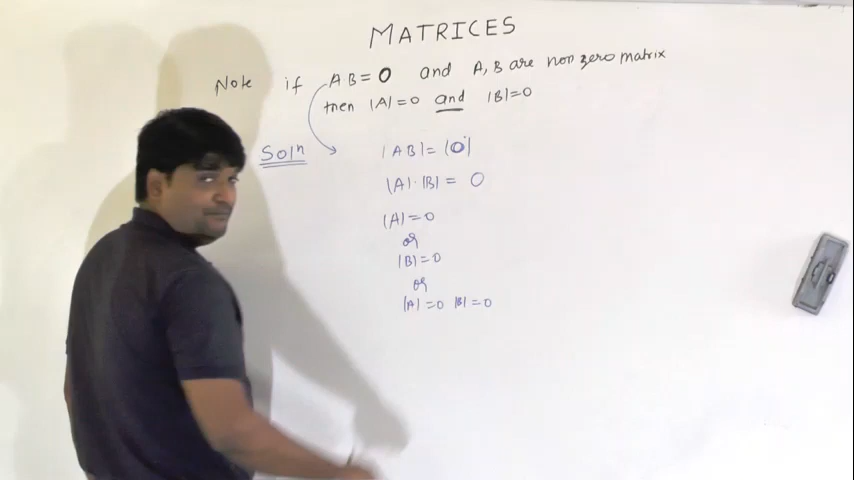 MATRICES
Note if AB = 0 and A, B are non zero matrix
then |A| = 0 and |B| = 0
Solⁿ |AB| = |0|
|A|·|B| = 0
|A| = 0
or
|B| = 0
or
|A| = 0 |B| = 0